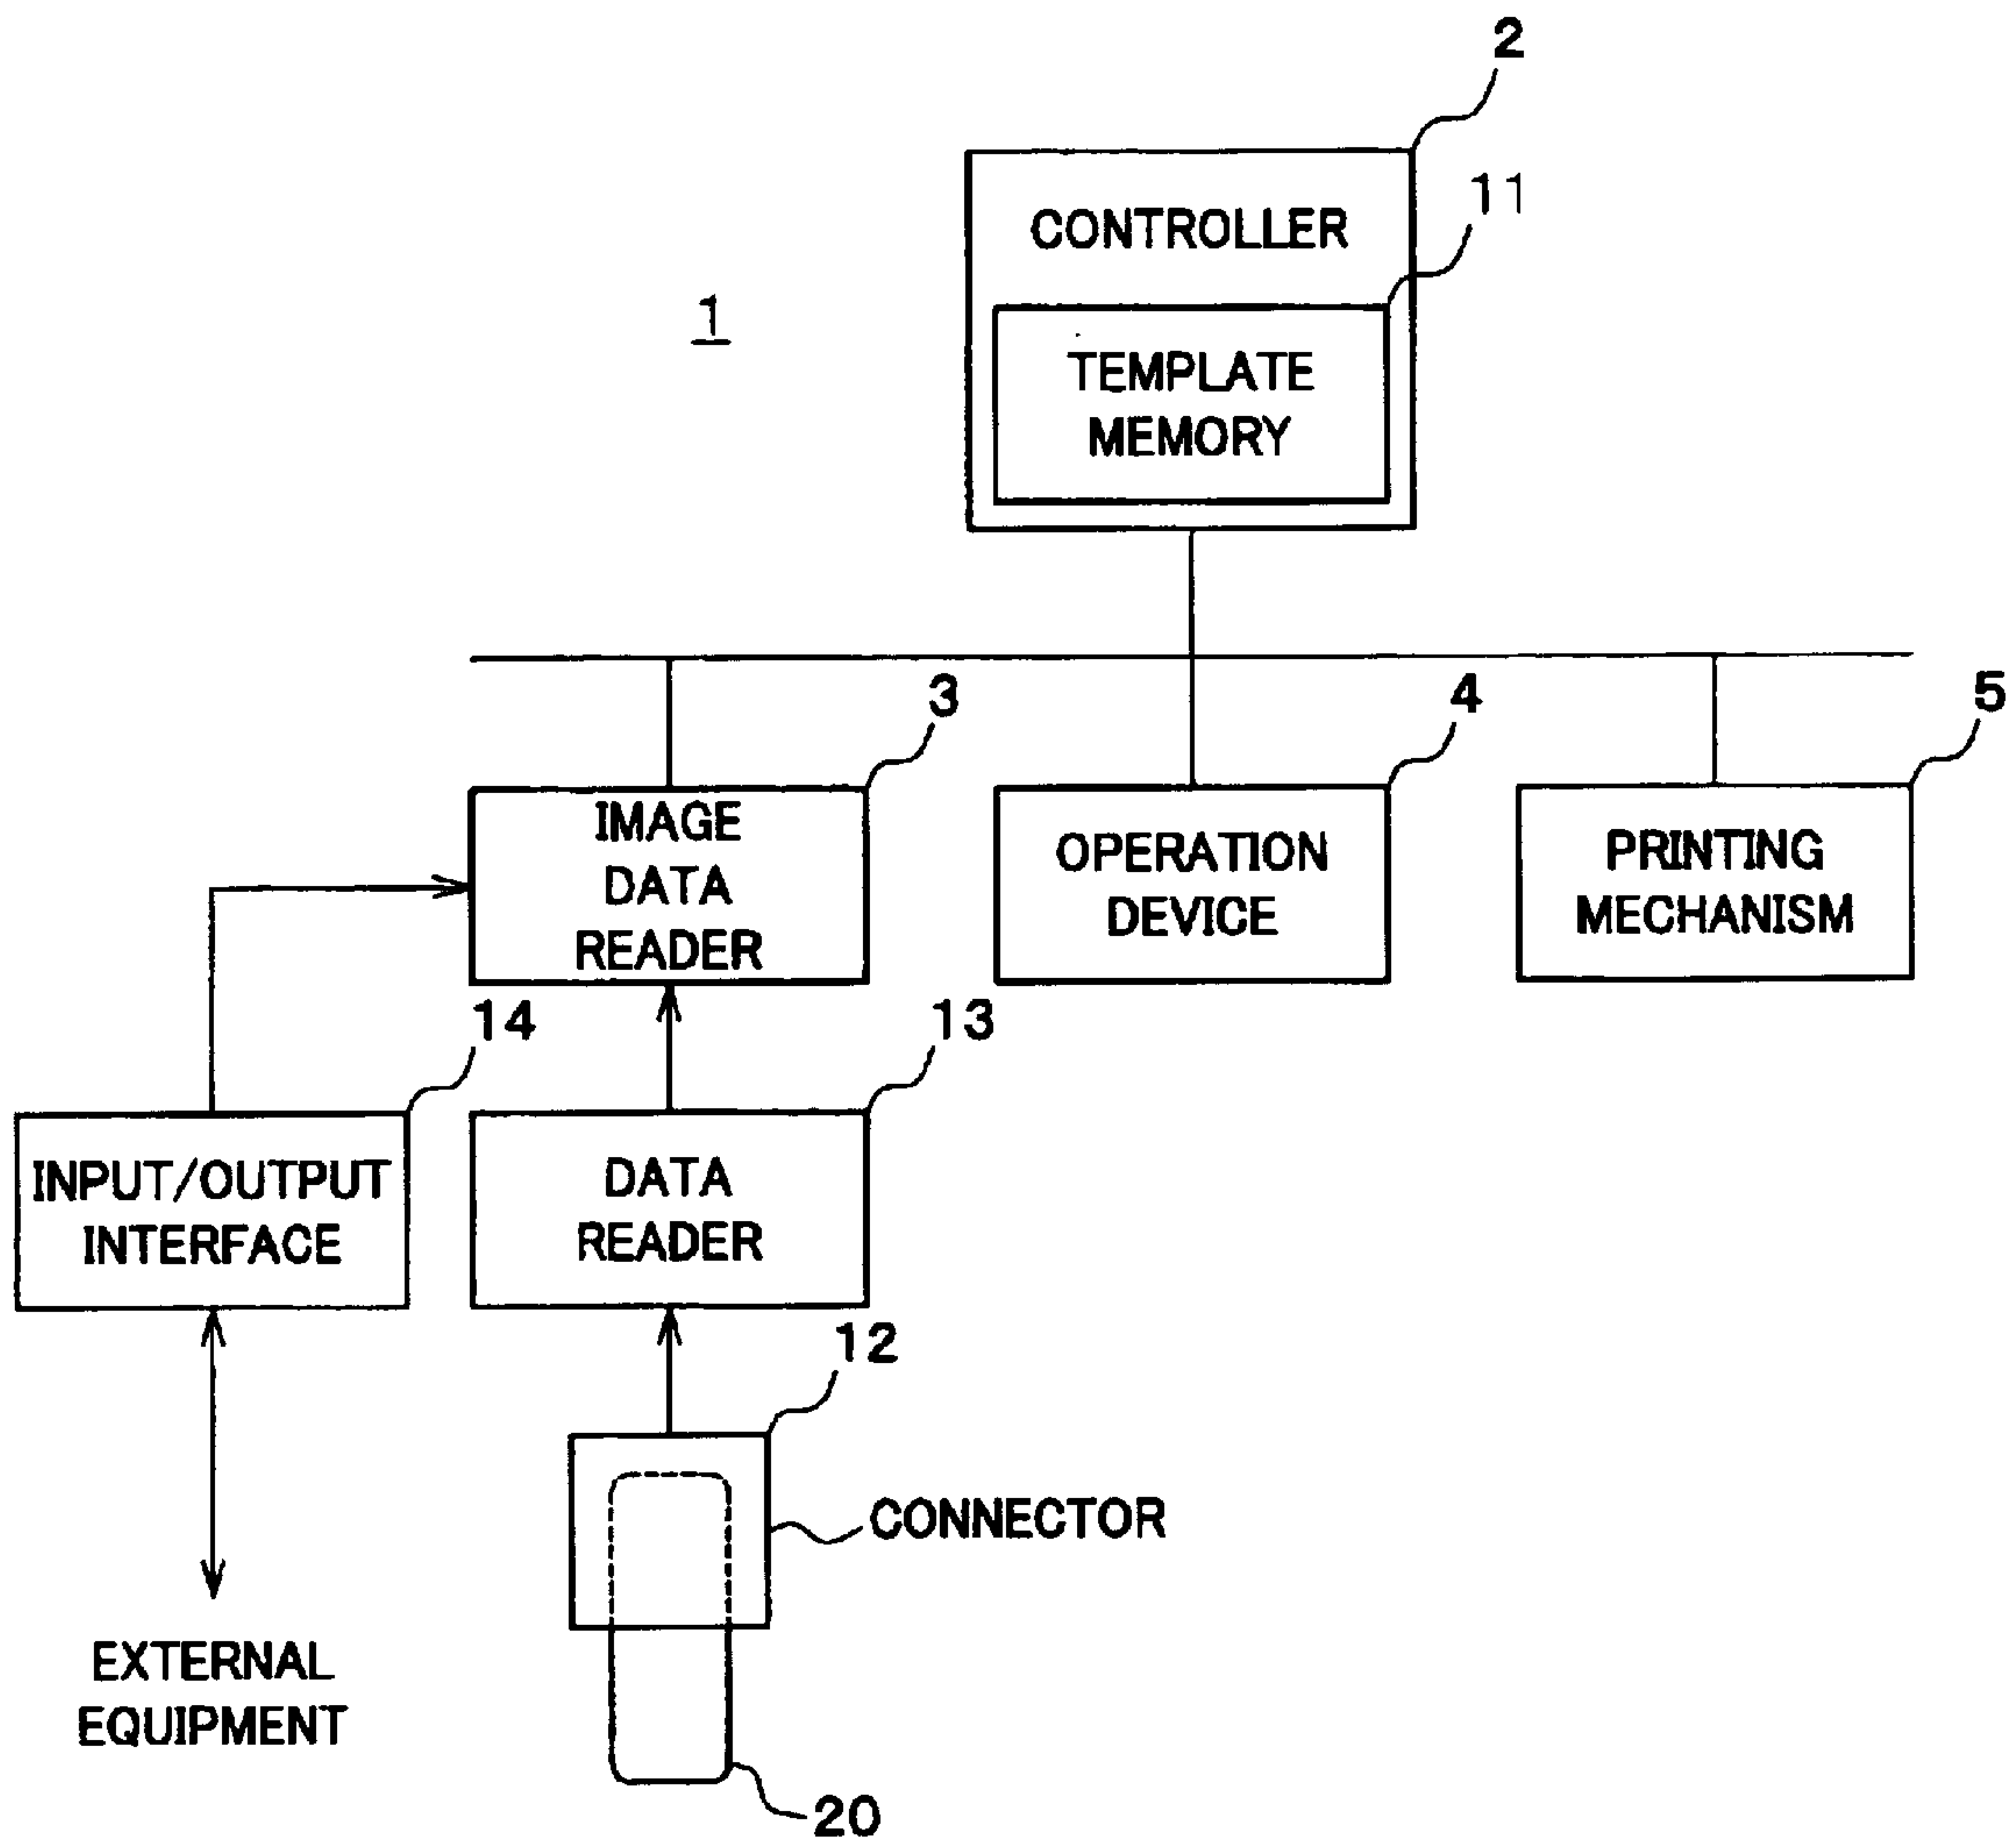 2
11
CONTROLLER
1
TEMPLATE
MEMORY
3
4
5
IMAGE
DATA
READER
OPERATION
DEVICE
PRINTING
MECHANISM
14
13
INPUT/OUTPUT
INTERFACE
DATA
READER
12
CONNECTOR
EXTERNAL
EQUIPMENT
20